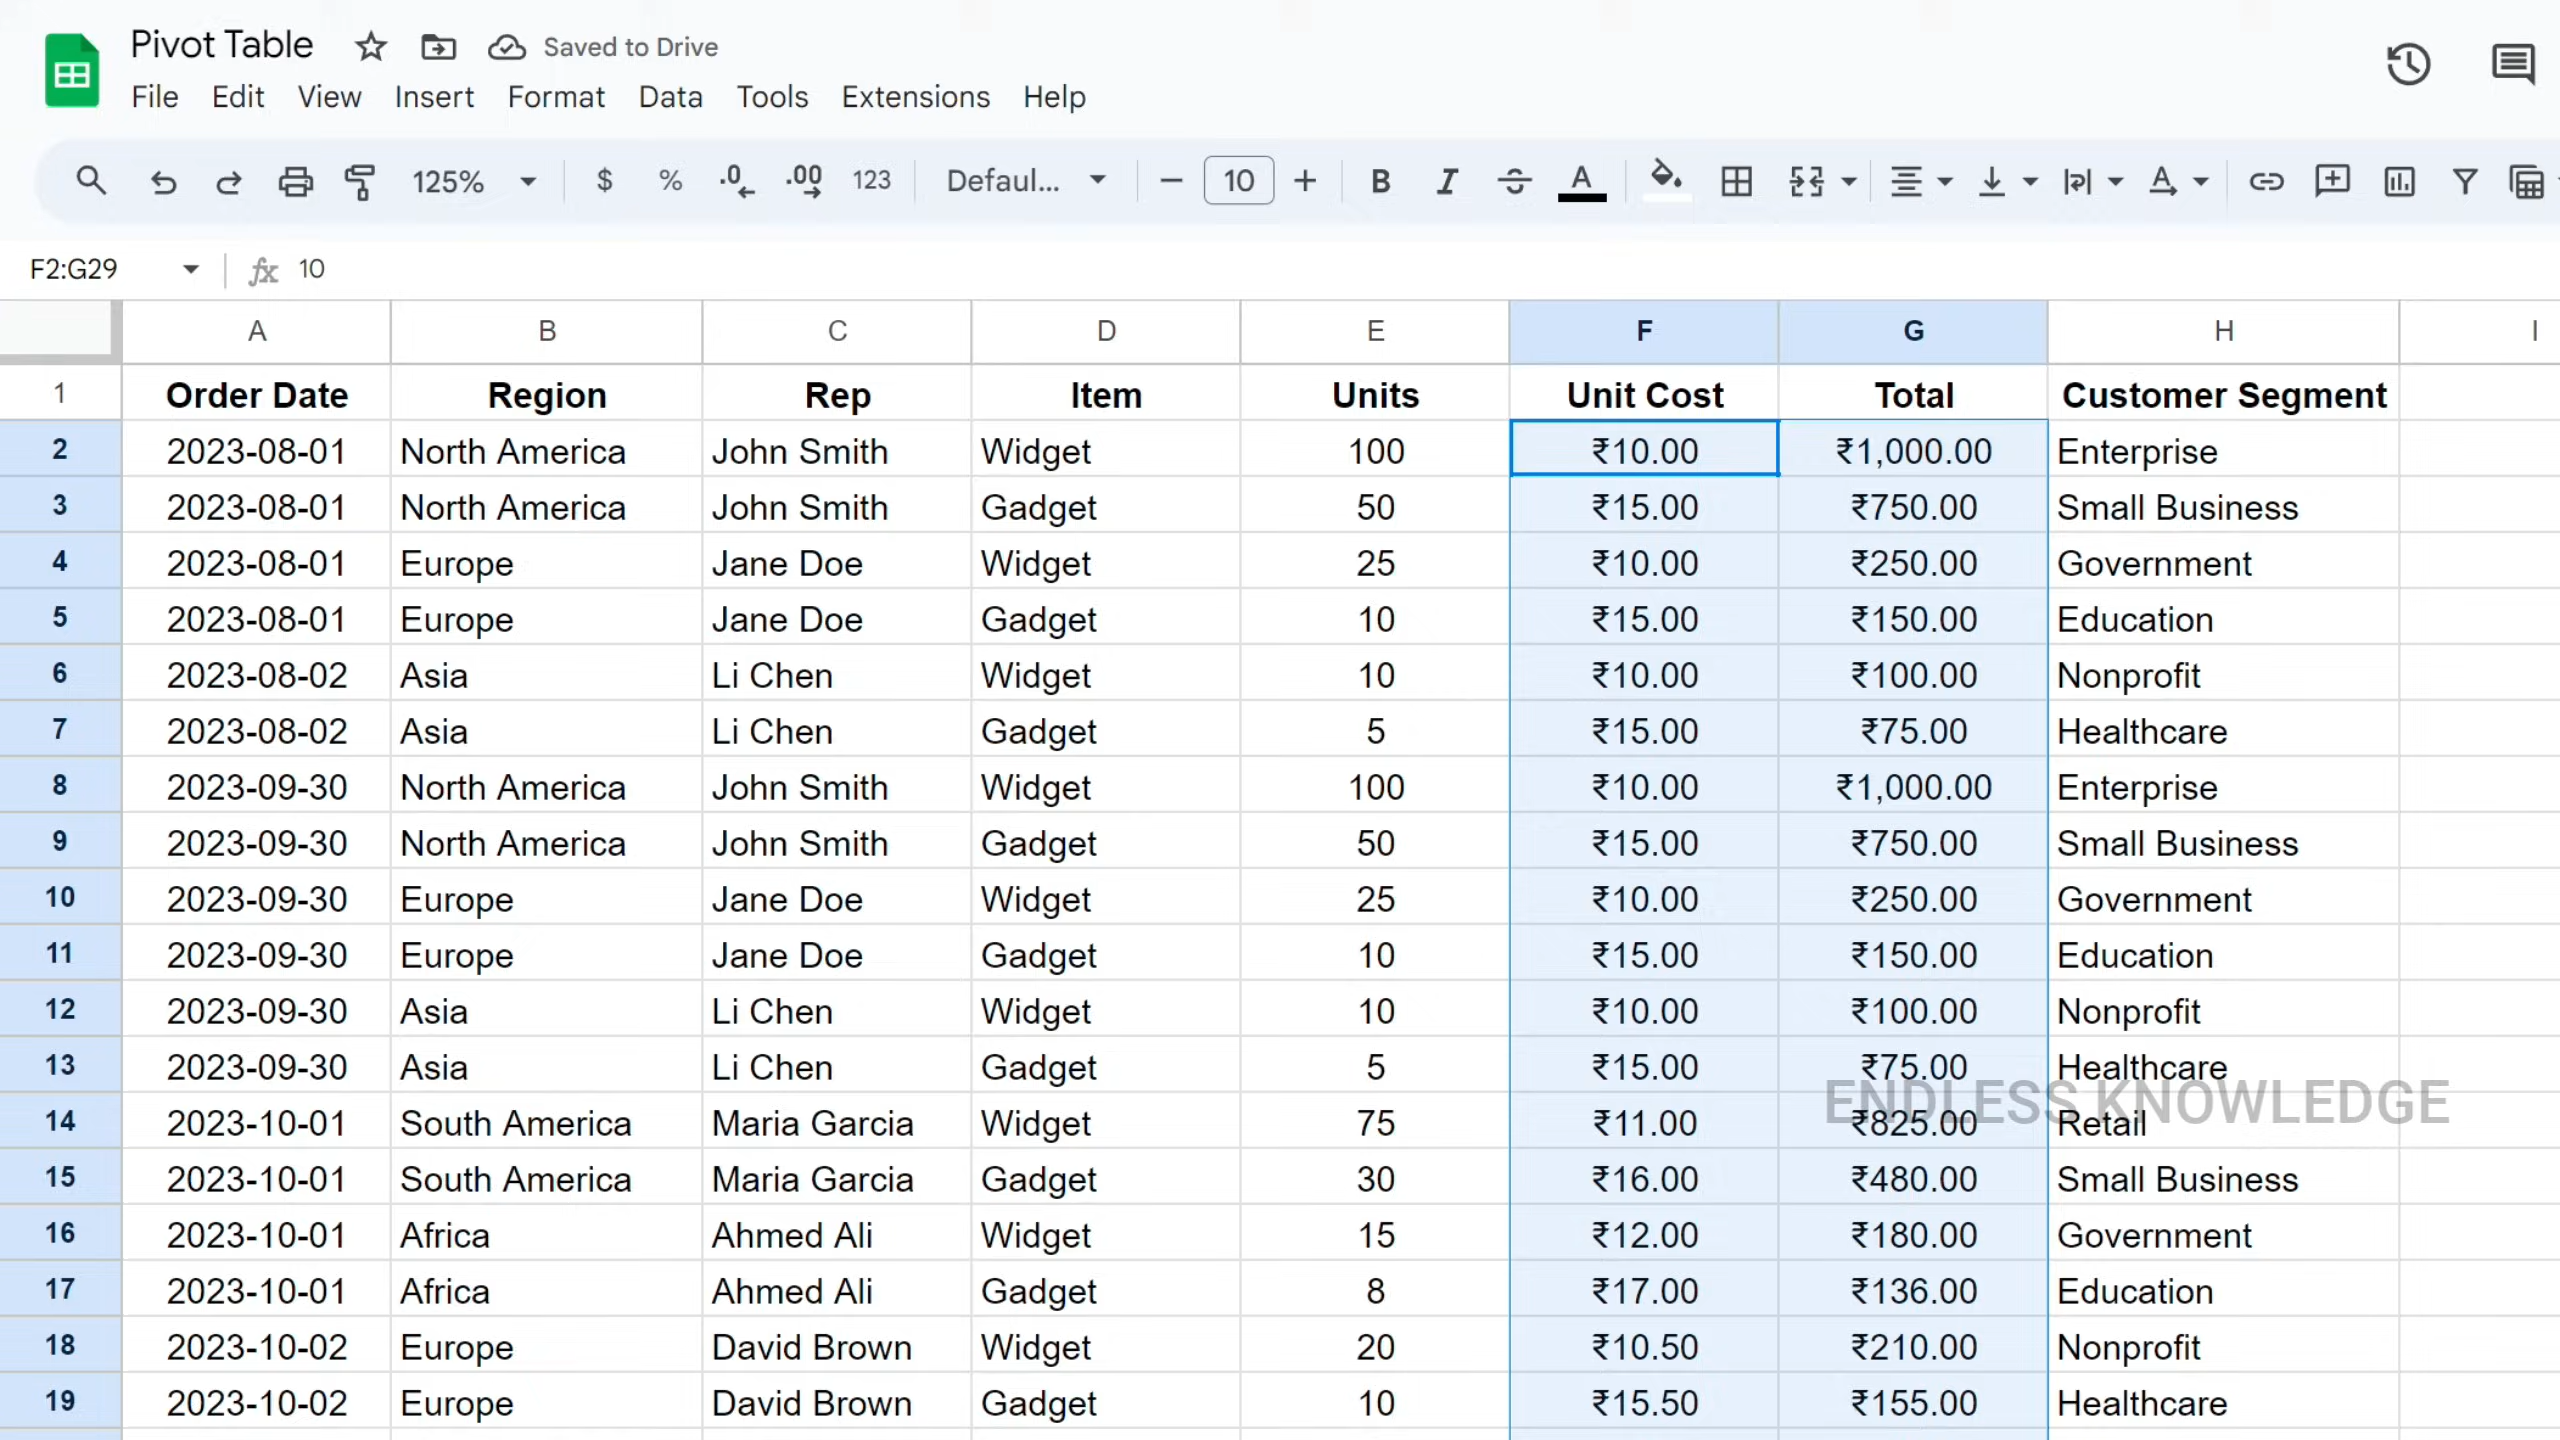 Pivot Table Saved to Drive
File Edit View Insert Format Data Tools Extensions Help
125% $ % .0 .00 123 Defaul... − 10 + B I S A
F2:G29 fx 10
A B C D E F G H I
1 Order Date Region Rep Item Units Unit Cost Total Customer Segment
2 2023-08-01 North America John Smith Widget 100 ₹10.00 ₹1,000.00 Enterprise
3 2023-08-01 North America John Smith Gadget 50 ₹15.00 ₹750.00 Small Business
4 2023-08-01 Europe Jane Doe Widget 25 ₹10.00 ₹250.00 Government
5 2023-08-01 Europe Jane Doe Gadget 10 ₹15.00 ₹150.00 Education
6 2023-08-02 Asia Li Chen Widget 10 ₹10.00 ₹100.00 Nonprofit
7 2023-08-02 Asia Li Chen Gadget 5 ₹15.00 ₹75.00 Healthcare
8 2023-09-30 North America John Smith Widget 100 ₹10.00 ₹1,000.00 Enterprise
9 2023-09-30 North America John Smith Gadget 50 ₹15.00 ₹750.00 Small Business
10 2023-09-30 Europe Jane Doe Widget 25 ₹10.00 ₹250.00 Government
11 2023-09-30 Europe Jane Doe Gadget 10 ₹15.00 ₹150.00 Education
12 2023-09-30 Asia Li Chen Widget 10 ₹10.00 ₹100.00 Nonprofit
13 2023-09-30 Asia Li Chen Gadget 5 ₹15.00 ₹75.00 Healthcare
ENDLESS KNOWLEDGE
14 2023-10-01 South America Maria Garcia Widget 75 ₹11.00 ₹825.00 Retail
15 2023-10-01 South America Maria Garcia Gadget 30 ₹16.00 ₹480.00 Small Business
16 2023-10-01 Africa Ahmed Ali Widget 15 ₹12.00 ₹180.00 Government
17 2023-10-01 Africa Ahmed Ali Gadget 8 ₹17.00 ₹136.00 Education
18 2023-10-02 Europe David Brown Widget 20 ₹10.50 ₹210.00 Nonprofit
19 2023-10-02 Europe David Brown Gadget 10 ₹15.50 ₹155.00 Healthcare